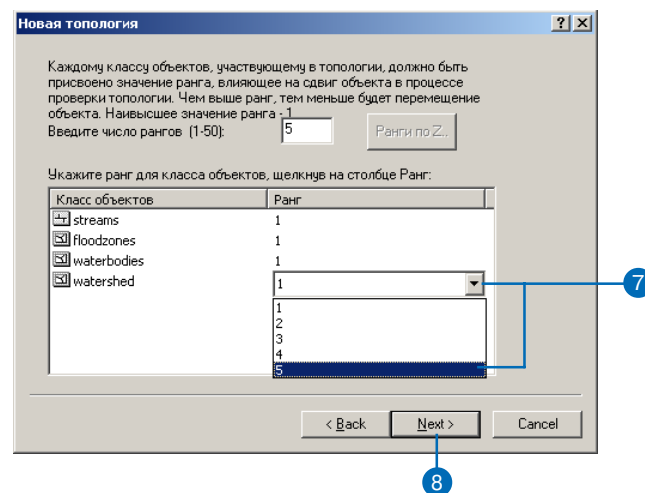 Новая топология
Каждому классу объектов, участвующему в топологии, должно быть
присвоено значение ранга, влияющее на сдвиг объекта в процессе
проверки топологии. Чем выше ранг, тем меньше будет перемещение
объекта. Наивысшее значение ранга - 1
Введите число рангов (1-50): 5 Ранги по Z..
Укажите ранг для класса объектов, щелкнув на столбце Ранг:
Класс объектов Ранг
streams 1
floodzones 1
waterbodies 1
watershed 1
1
2
3
4
5
7
< Back Next > Cancel
8